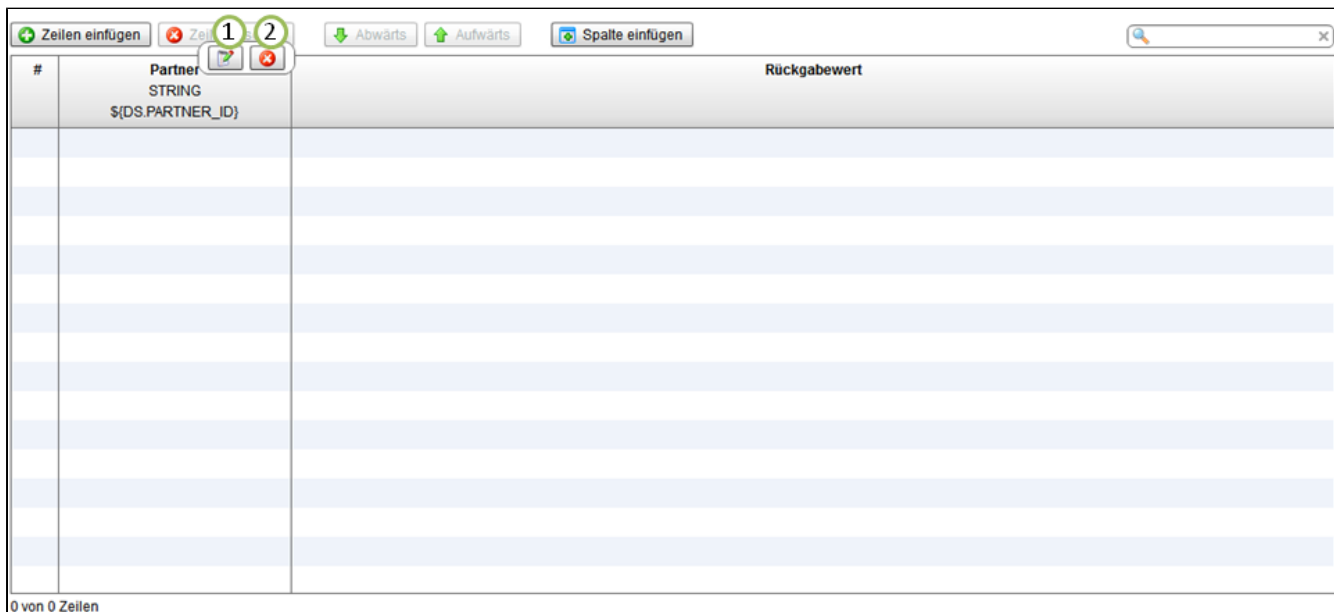 Zeilen einfügen
1 2
Abwärts Aufwärts Spalte einfügen
# Partner Rückgabewert
STRING
${DS.PARTNER_ID}
0 von 0 Zeilen